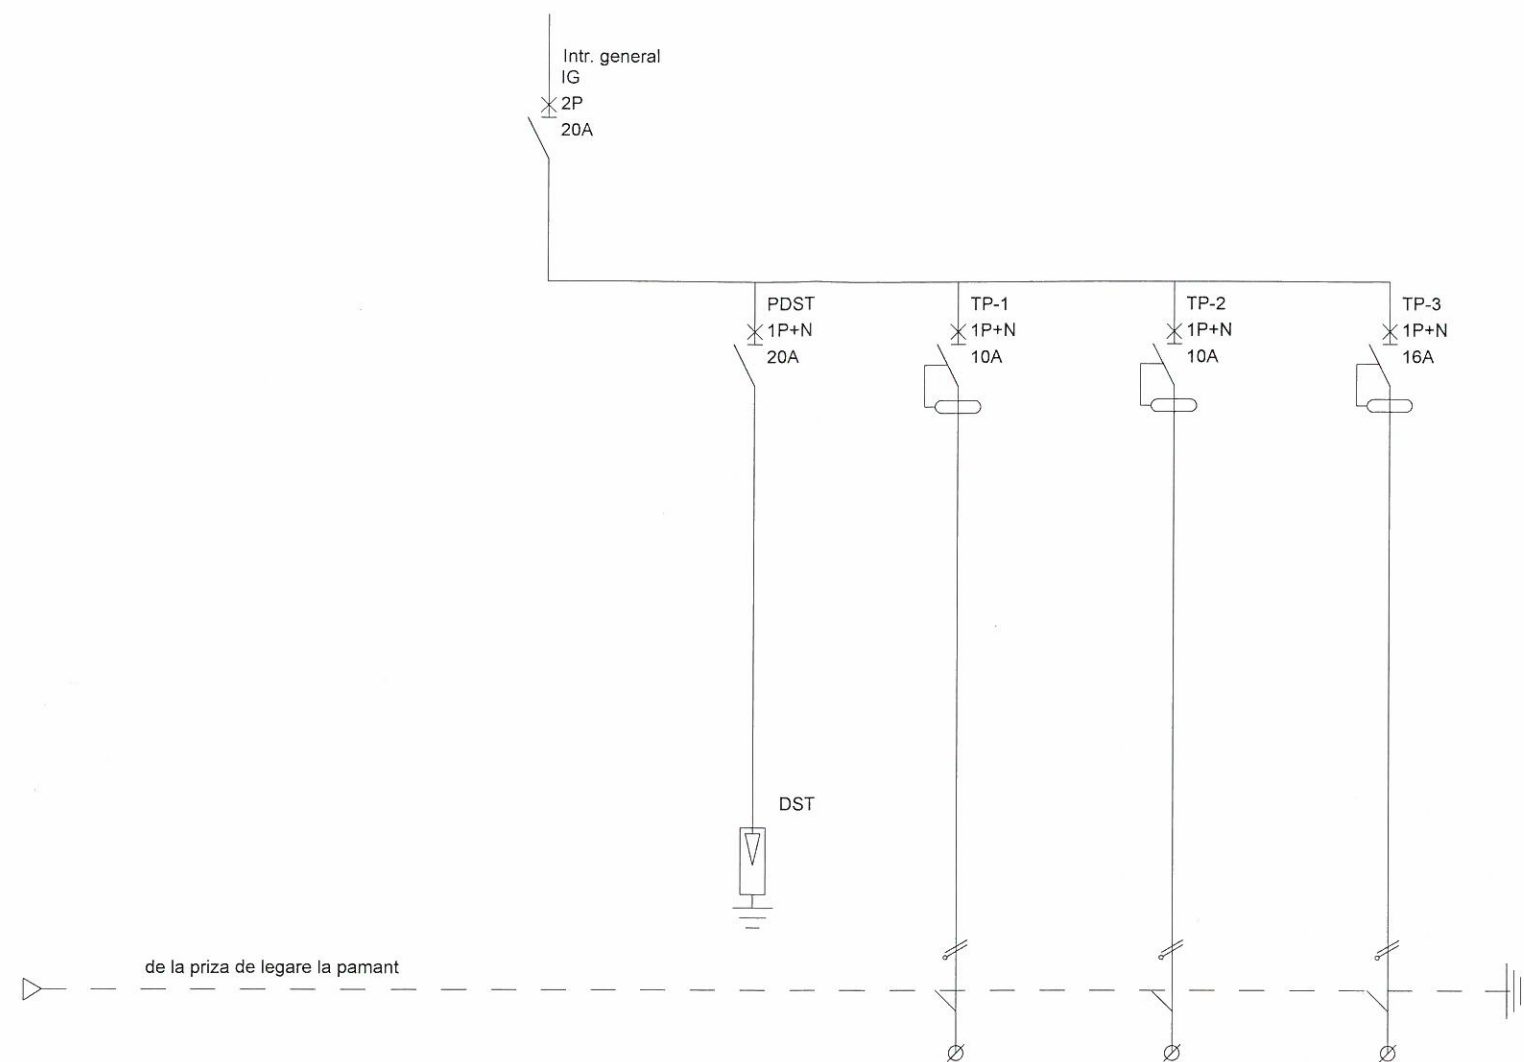 Intr. general
IG
2P
20A
PDST
1P+N
20A
TP-1
1P+N
10A
TP-2
1P+N
10A
TP-3
1P+N
16A
DST
de la priza de legare la pamant